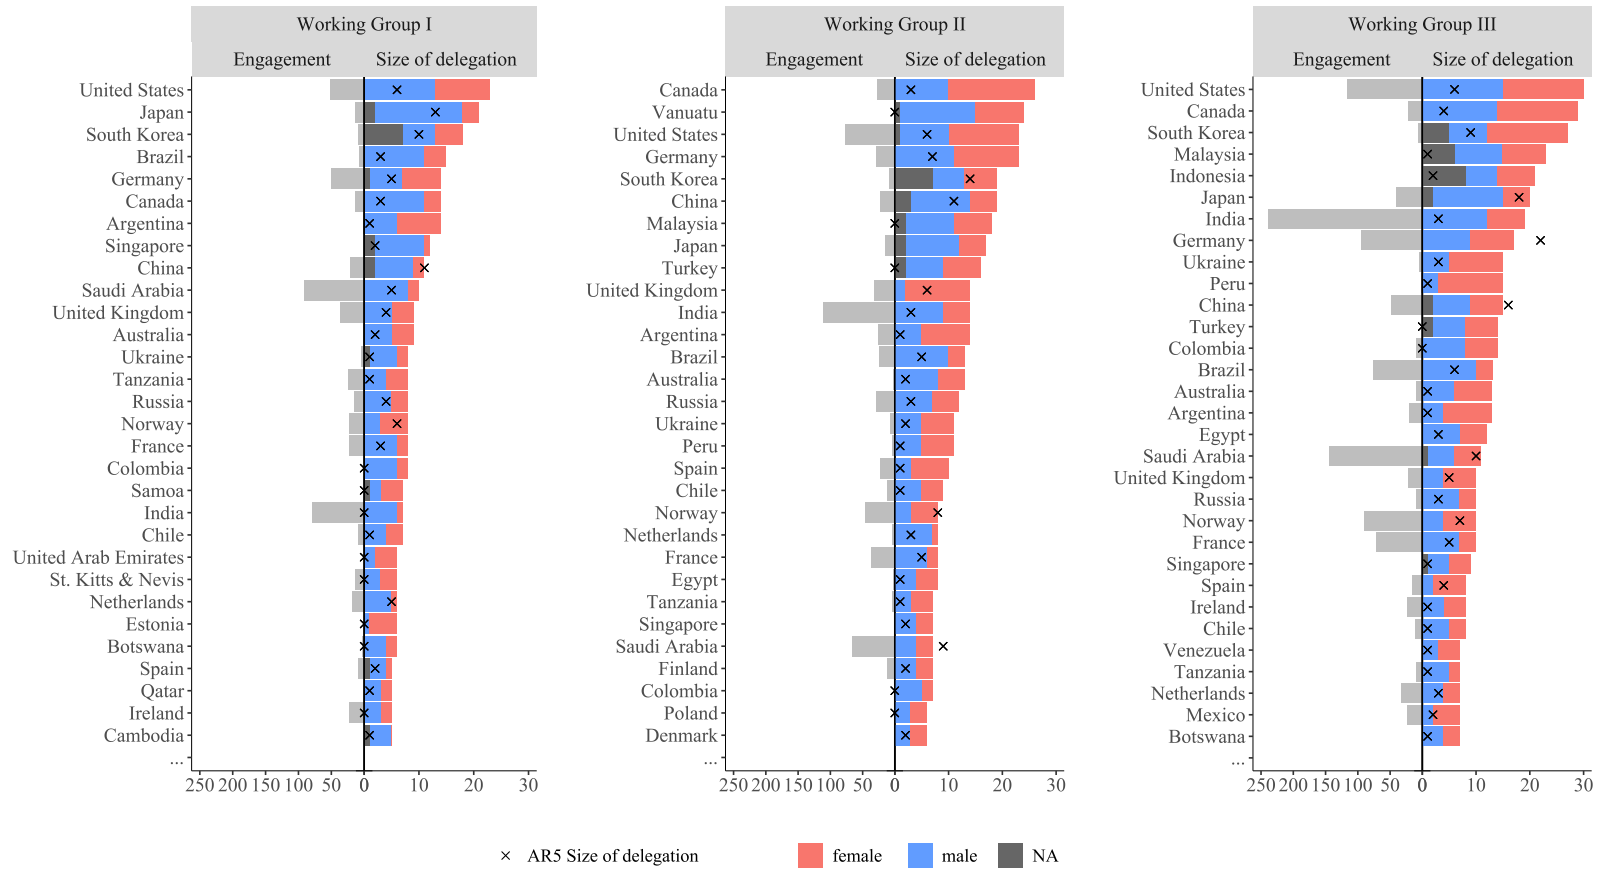 Working Group I
Engagement Size of delegation
United States
Japan
South Korea
Brazil
Germany
Canada
Argentina
Singapore
China
Saudi Arabia
United Kingdom
Australia
Ukraine
Tanzania
Russia
Norway
France
Colombia
Samoa
India
Chile
United Arab Emirates
St. Kitts & Nevis
Netherlands
Estonia
Botswana
Spain
Qatar
Ireland
Cambodia
...
250 200 150 100 50 0 10 20 30
Working Group II
Engagement Size of delegation
Canada
Vanuatu
United States
Germany
South Korea
China
Malaysia
Japan
Turkey
United Kingdom
India
Argentina
Brazil
Australia
Russia
Ukraine
Peru
Spain
Chile
Norway
Netherlands
France
Egypt
Tanzania
Singapore
Saudi Arabia
Finland
Colombia
Poland
Denmark
...
250 200 150 100 50 0 10 20 30
Working Group III
Engagement Size of delegation
United States
Canada
South Korea
Malaysia
Indonesia
Japan
India
Germany
Ukraine
Peru
China
Turkey
Colombia
Brazil
Australia
Argentina
Egypt
Saudi Arabia
United Kingdom
Russia
Norway
France
Singapore
Spain
Ireland
Chile
Venezuela
Tanzania
Netherlands
Mexico
Botswana
...
250 200 150 100 50 0 10 20 30
AR5 Size of delegation female male NA